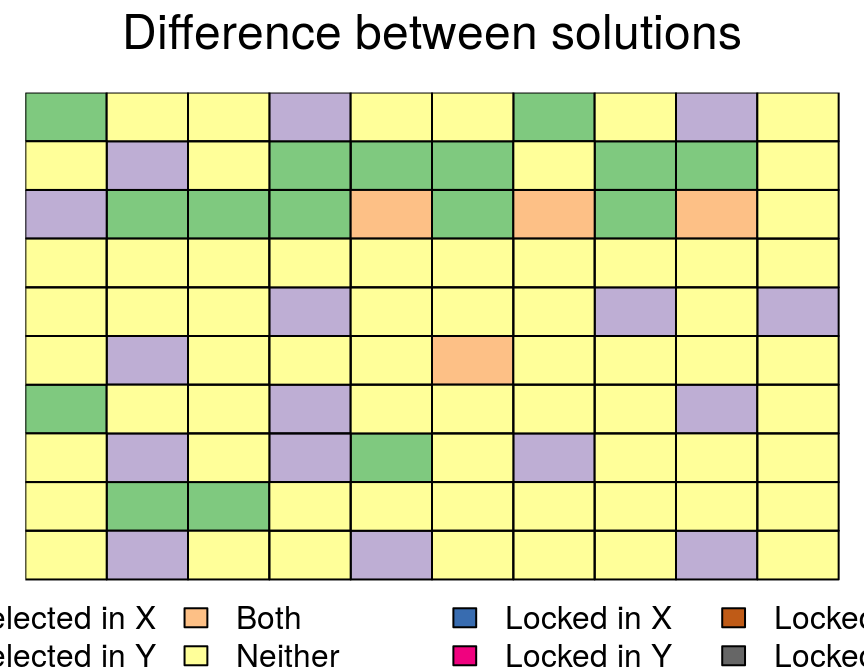 Difference between solutions
elected in X Both Locked in X Locked
elected in Y Neither Locked in Y Locked